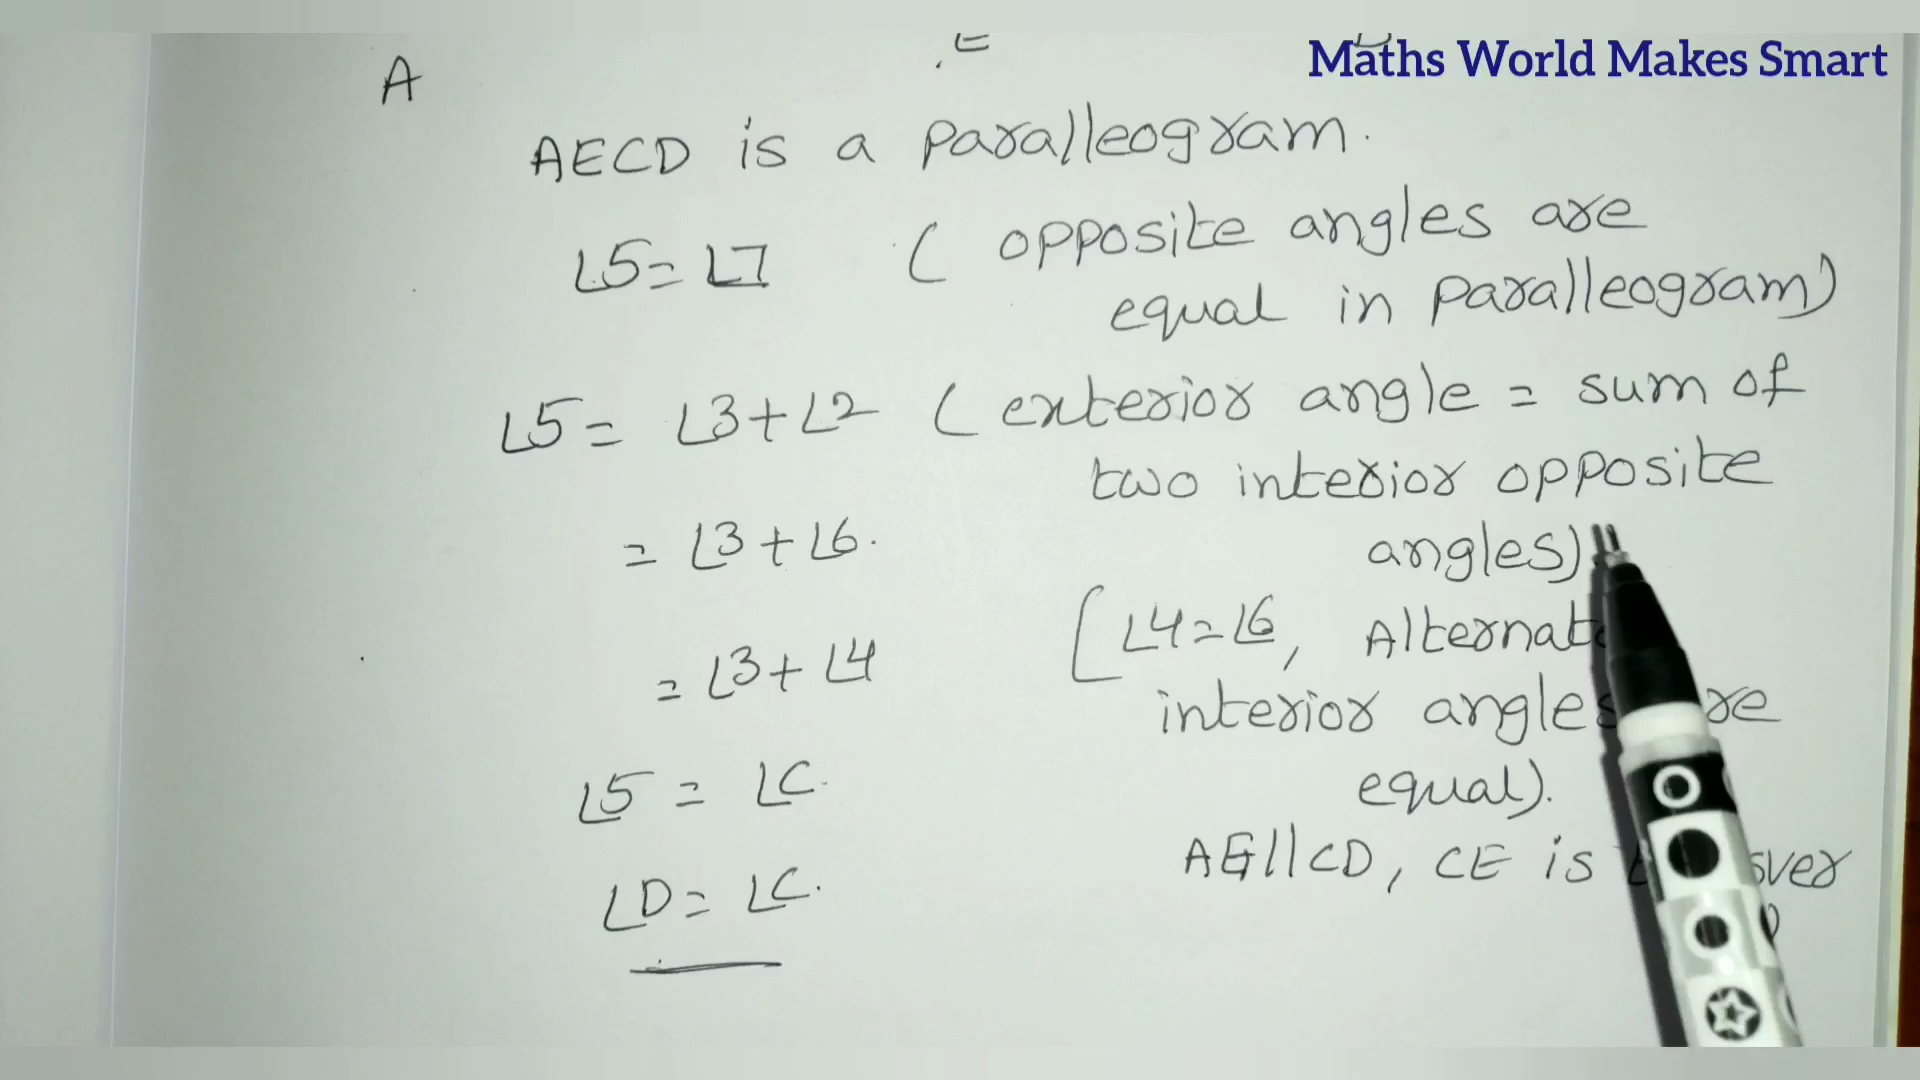 E
Maths World Makes Smart
A
AECD is a paralleogram.
∠5 = ∠7 ( opposite angles are
equal in paralleogram)
∠5 = ∠3 + ∠2 ( exterior angle = sum of
two interior opposite
angles)
= ∠3 + ∠6.
[ ∠4 = ∠6, Alternat
= ∠3 + ∠4
interior angles re
equal).
∠5 = ∠C.
AE || CD, CE is
∠D = ∠C.